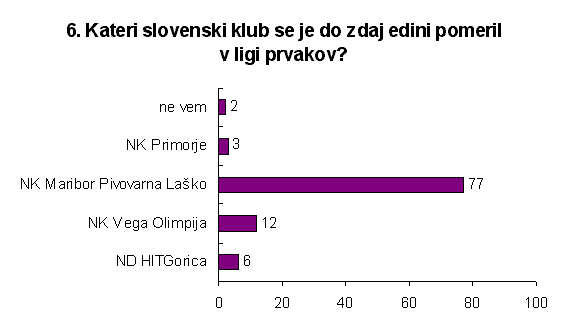 6. Kateri slovenski klub se je do zdaj edini pomeril
v ligi prvakov?
ne vem 2
NK Primorje 3
NK Maribor Pivovarna Laško 77
NK Vega Olimpija 12
ND HITGorica 6
0 20 40 60 80 100